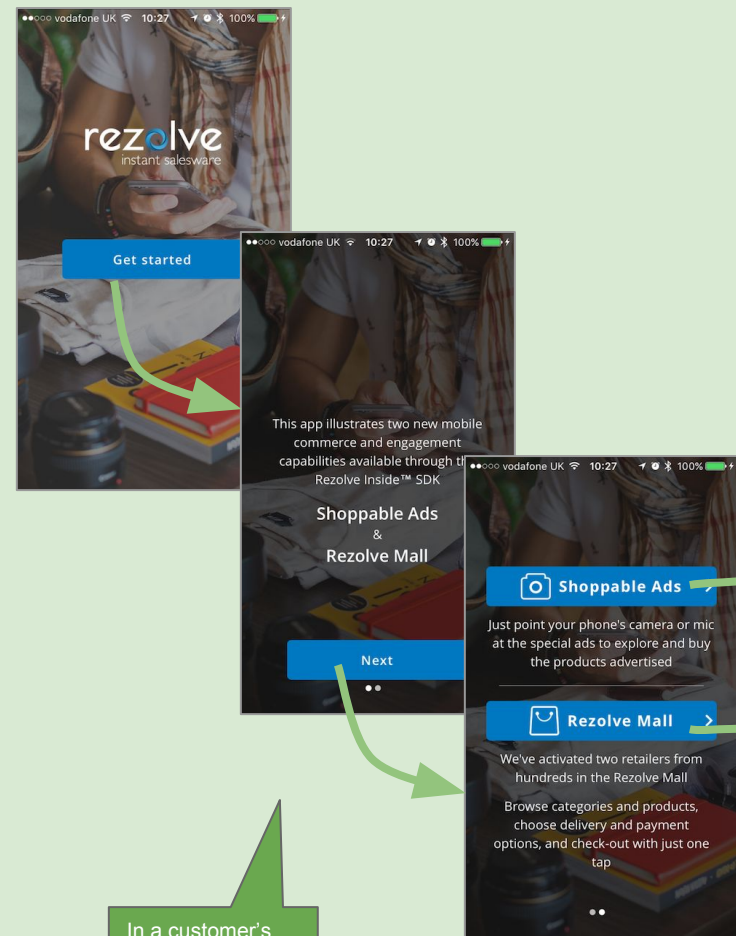 vodafone UK 10:27 100%
rezolve
instant salesware
Get started
vodafone UK 10:27 100%
This app illustrates two new mobile
commerce and engagement
capabilities available through
Rezolve Inside™ SDK
Shoppable Ads
&
Rezolve Mall
Next
vodafone UK 10:27 100%
Shoppable Ads
Just point your phone's camera or mic
at the special ads to explore and buy
the products advertised
Rezolve Mall
We've activated two retailers from
hundreds in the Rezolve Mall
Browse categories and products,
choose delivery and payment
options, and check-out with just one
tap
In a customer's